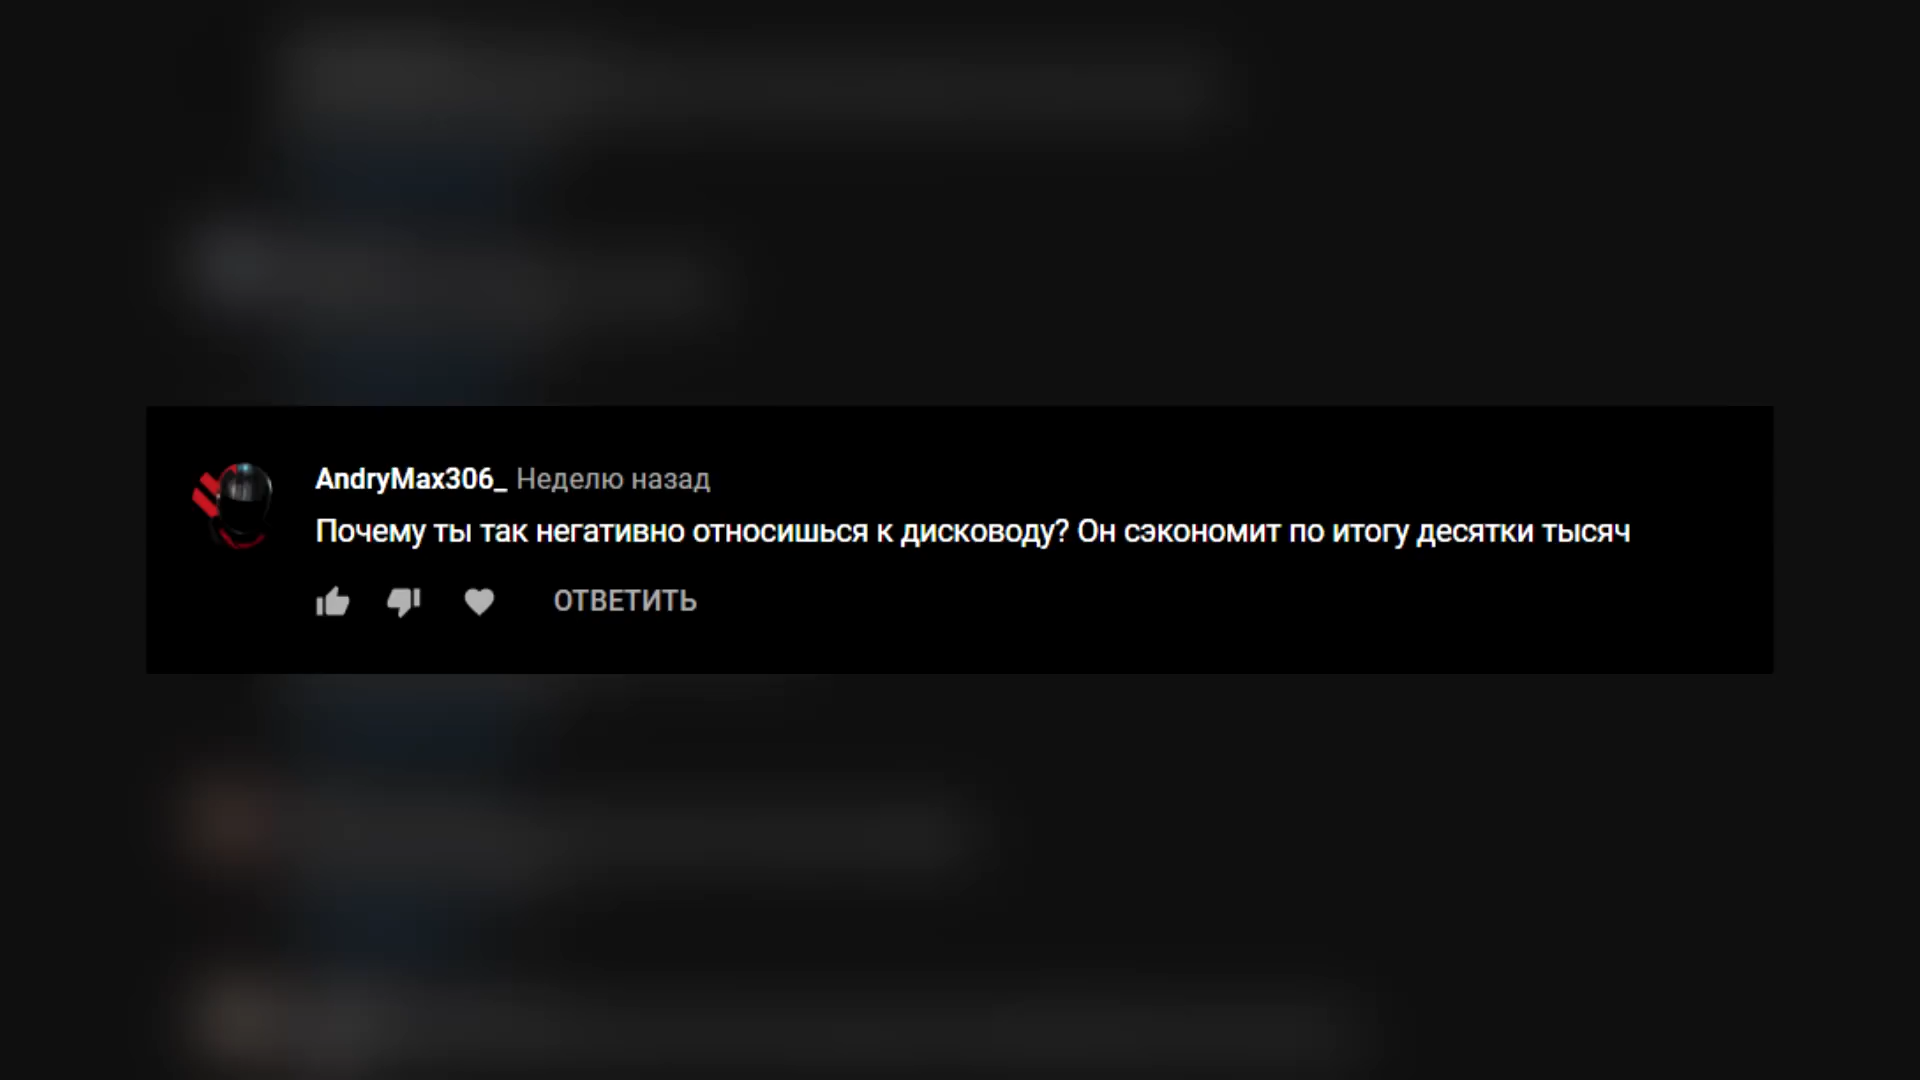 AndryMax306_ Неделю назад
Почему ты так негативно относишься к дисководу? Он сэкономит по итогу десятки тысяч
ОТВЕТИТЬ